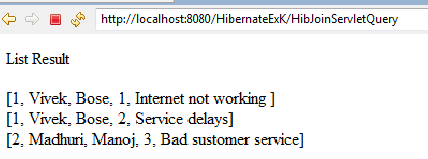 http://localhost:8080/HibernateExK/HibJoinServletQuery
List Result
[1, Vivek, Bose, 1, Internet not working ]
[1, Vivek, Bose, 2, Service delays]
[2, Madhuri, Manoj, 3, Bad sustomer service]